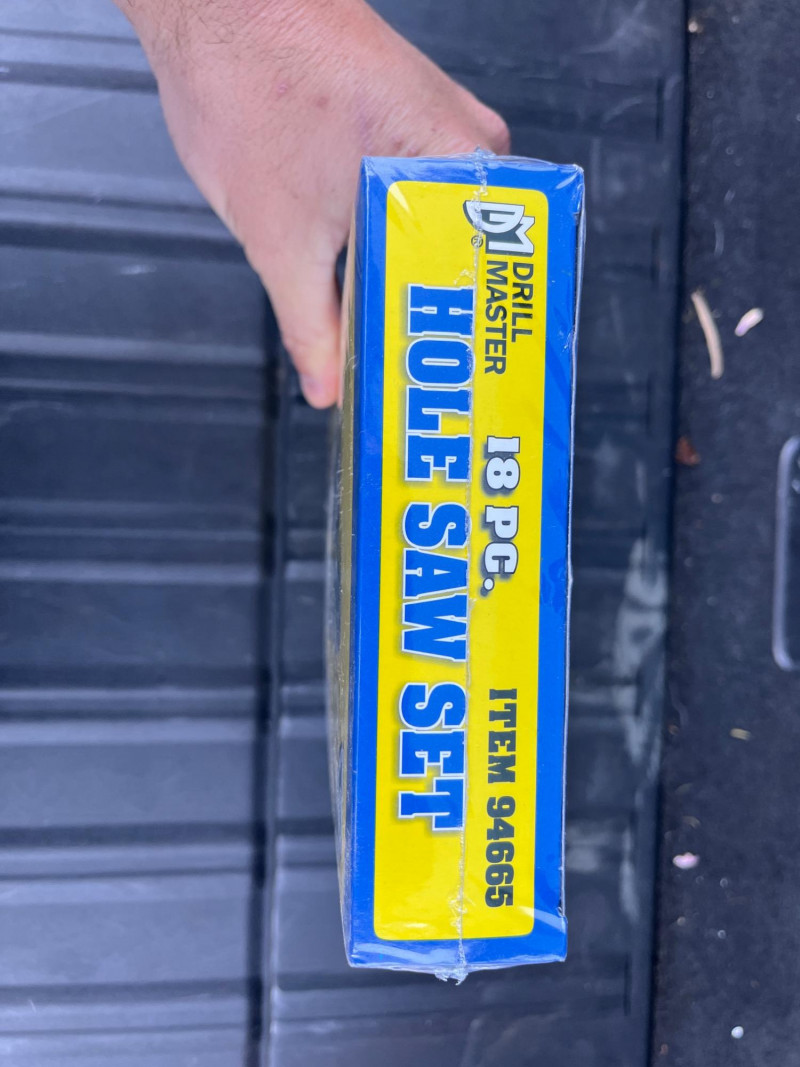 DM®
DRILL
MASTER
18 PC.
ITEM 94665
HOLE SAW SET